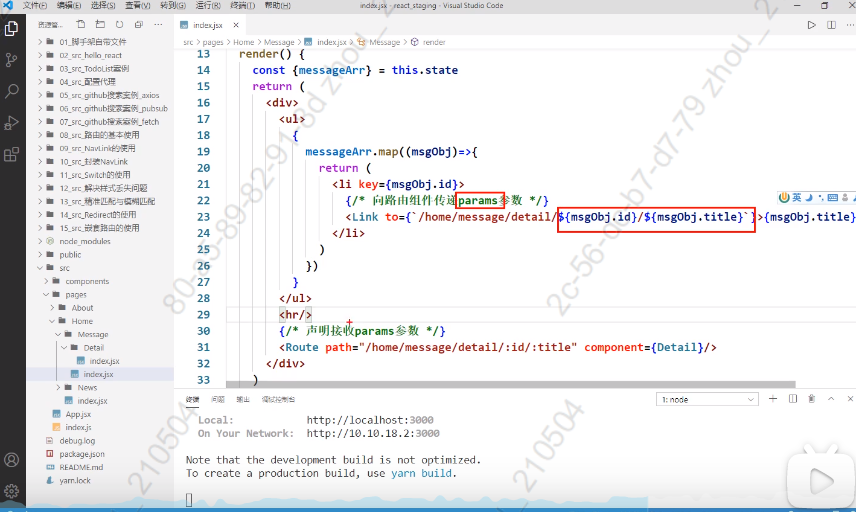 文件(F) 编辑(E) 选择(S) 查看(V) 转到(G) 运行(R) 终端(T) 帮助(H)
index.jsx - react_staging - Visual Studio Code
资源管...
index.jsx
src > pages > Home > Message > index.jsx > Message > render
01_脚手架自带文件
02_src_hello_react
03_src_TodoList案例
04_src_配置代理
05_src_github搜索案例_axios
06_src_github搜索案例_pubsub
07_src_github搜索案例_fetch
08_src_路由的基本使用
09_src_NavLink的使用
10_src_封装NavLink
11_src_Switch的使用
12_src_解决样式丢失问题
13_src_精准匹配与模糊匹配
14_src_Redirect的使用
15_src_嵌套路由的使用
node_modules
public
src
components
pages
About
Home
Message
Detail
index.jsx
index.jsx
News
index.jsx
App.jsx
index.js
debug.log
package.json
README.md
yarn.lock
13 render() {
14 const {messageArr} = this.state
15 return (
16 <div>
17 <ul>
18 {
19 messageArr.map((msgObj)=>{
20 return (
21 <li key={msgObj.id}>
22 {/* 向路由组件传递params参数 */}
23 <Link to={`/home/message/detail/${msgObj.id}/${msgObj.title}`}>{msgObj.title}
24 </li>
25 )
26 })
27 }
28 </ul>
29 <hr/>
30 {/* 声明接收params参数 */}
31 <Route path="/home/message/detail/:id/:title" component={Detail}/>
32 </div>
33 )
英
终端 问题 输出 调试控制台
1: node
Local: http://localhost:3000
On Your Network: http://10.10.18.2:3000
Note that the development build is not optimized.
To create a production build, use yarn build.
210504
210504